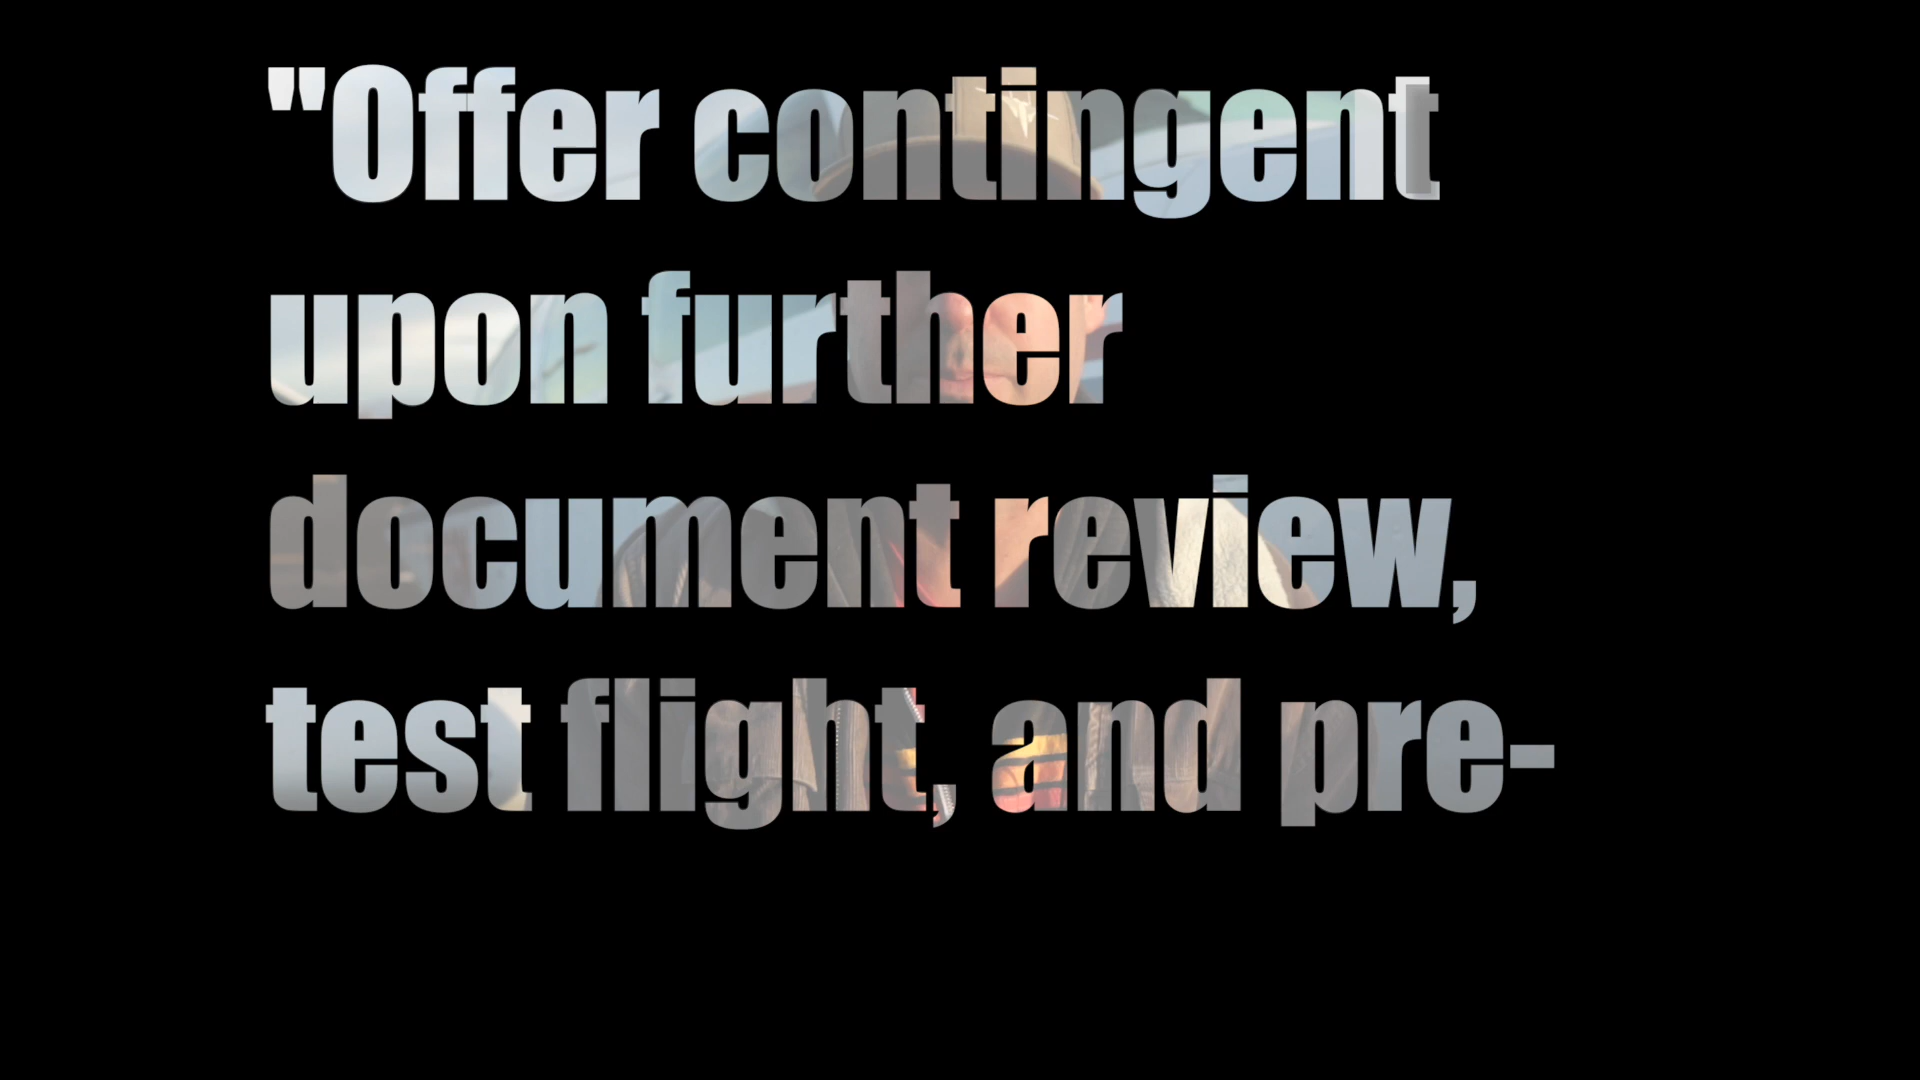 "Offer contingent
upon further
document review,
test flight, and pre-